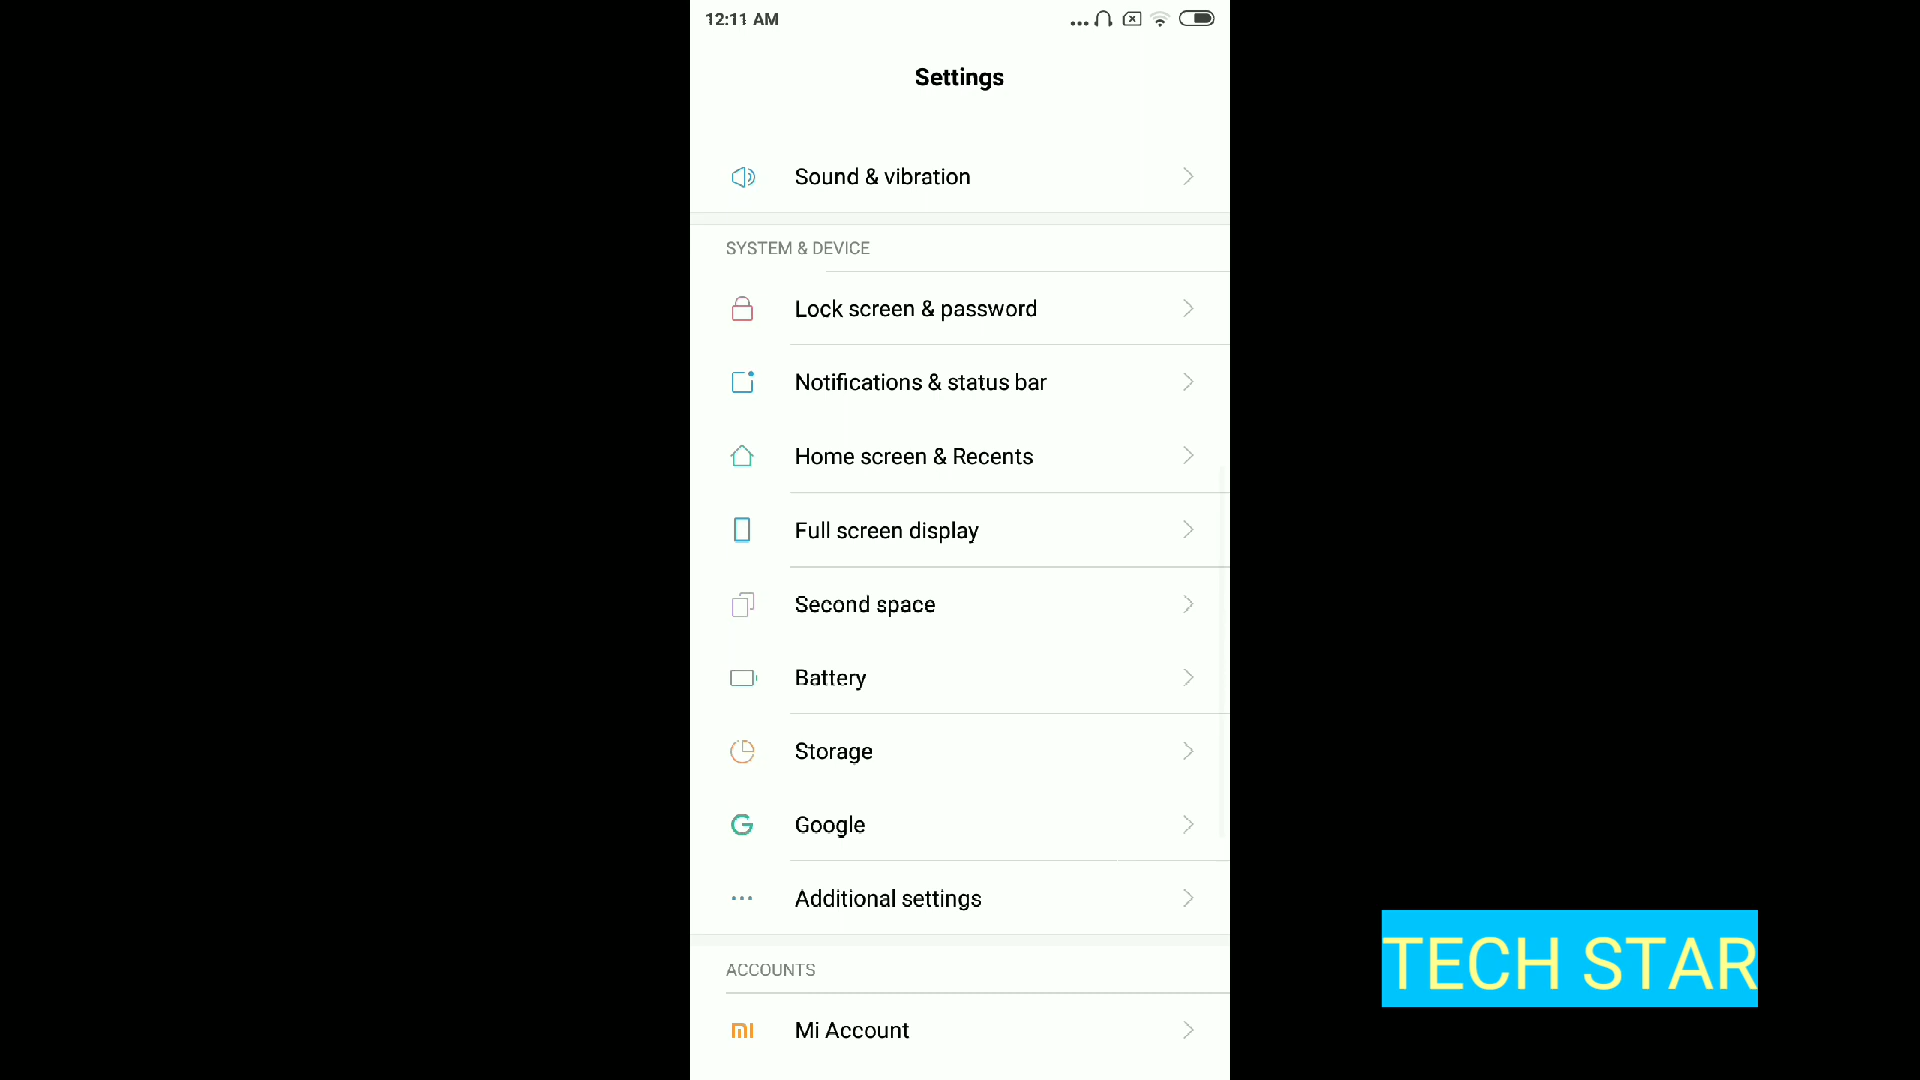 12:11 AM
Settings
Sound & vibration
SYSTEM & DEVICE
Lock screen & password
Notifications & status bar
Home screen & Recents
Full screen display
Second space
Battery
Storage
Google
Additional settings
ACCOUNTS
Mi Account
TECH STAR